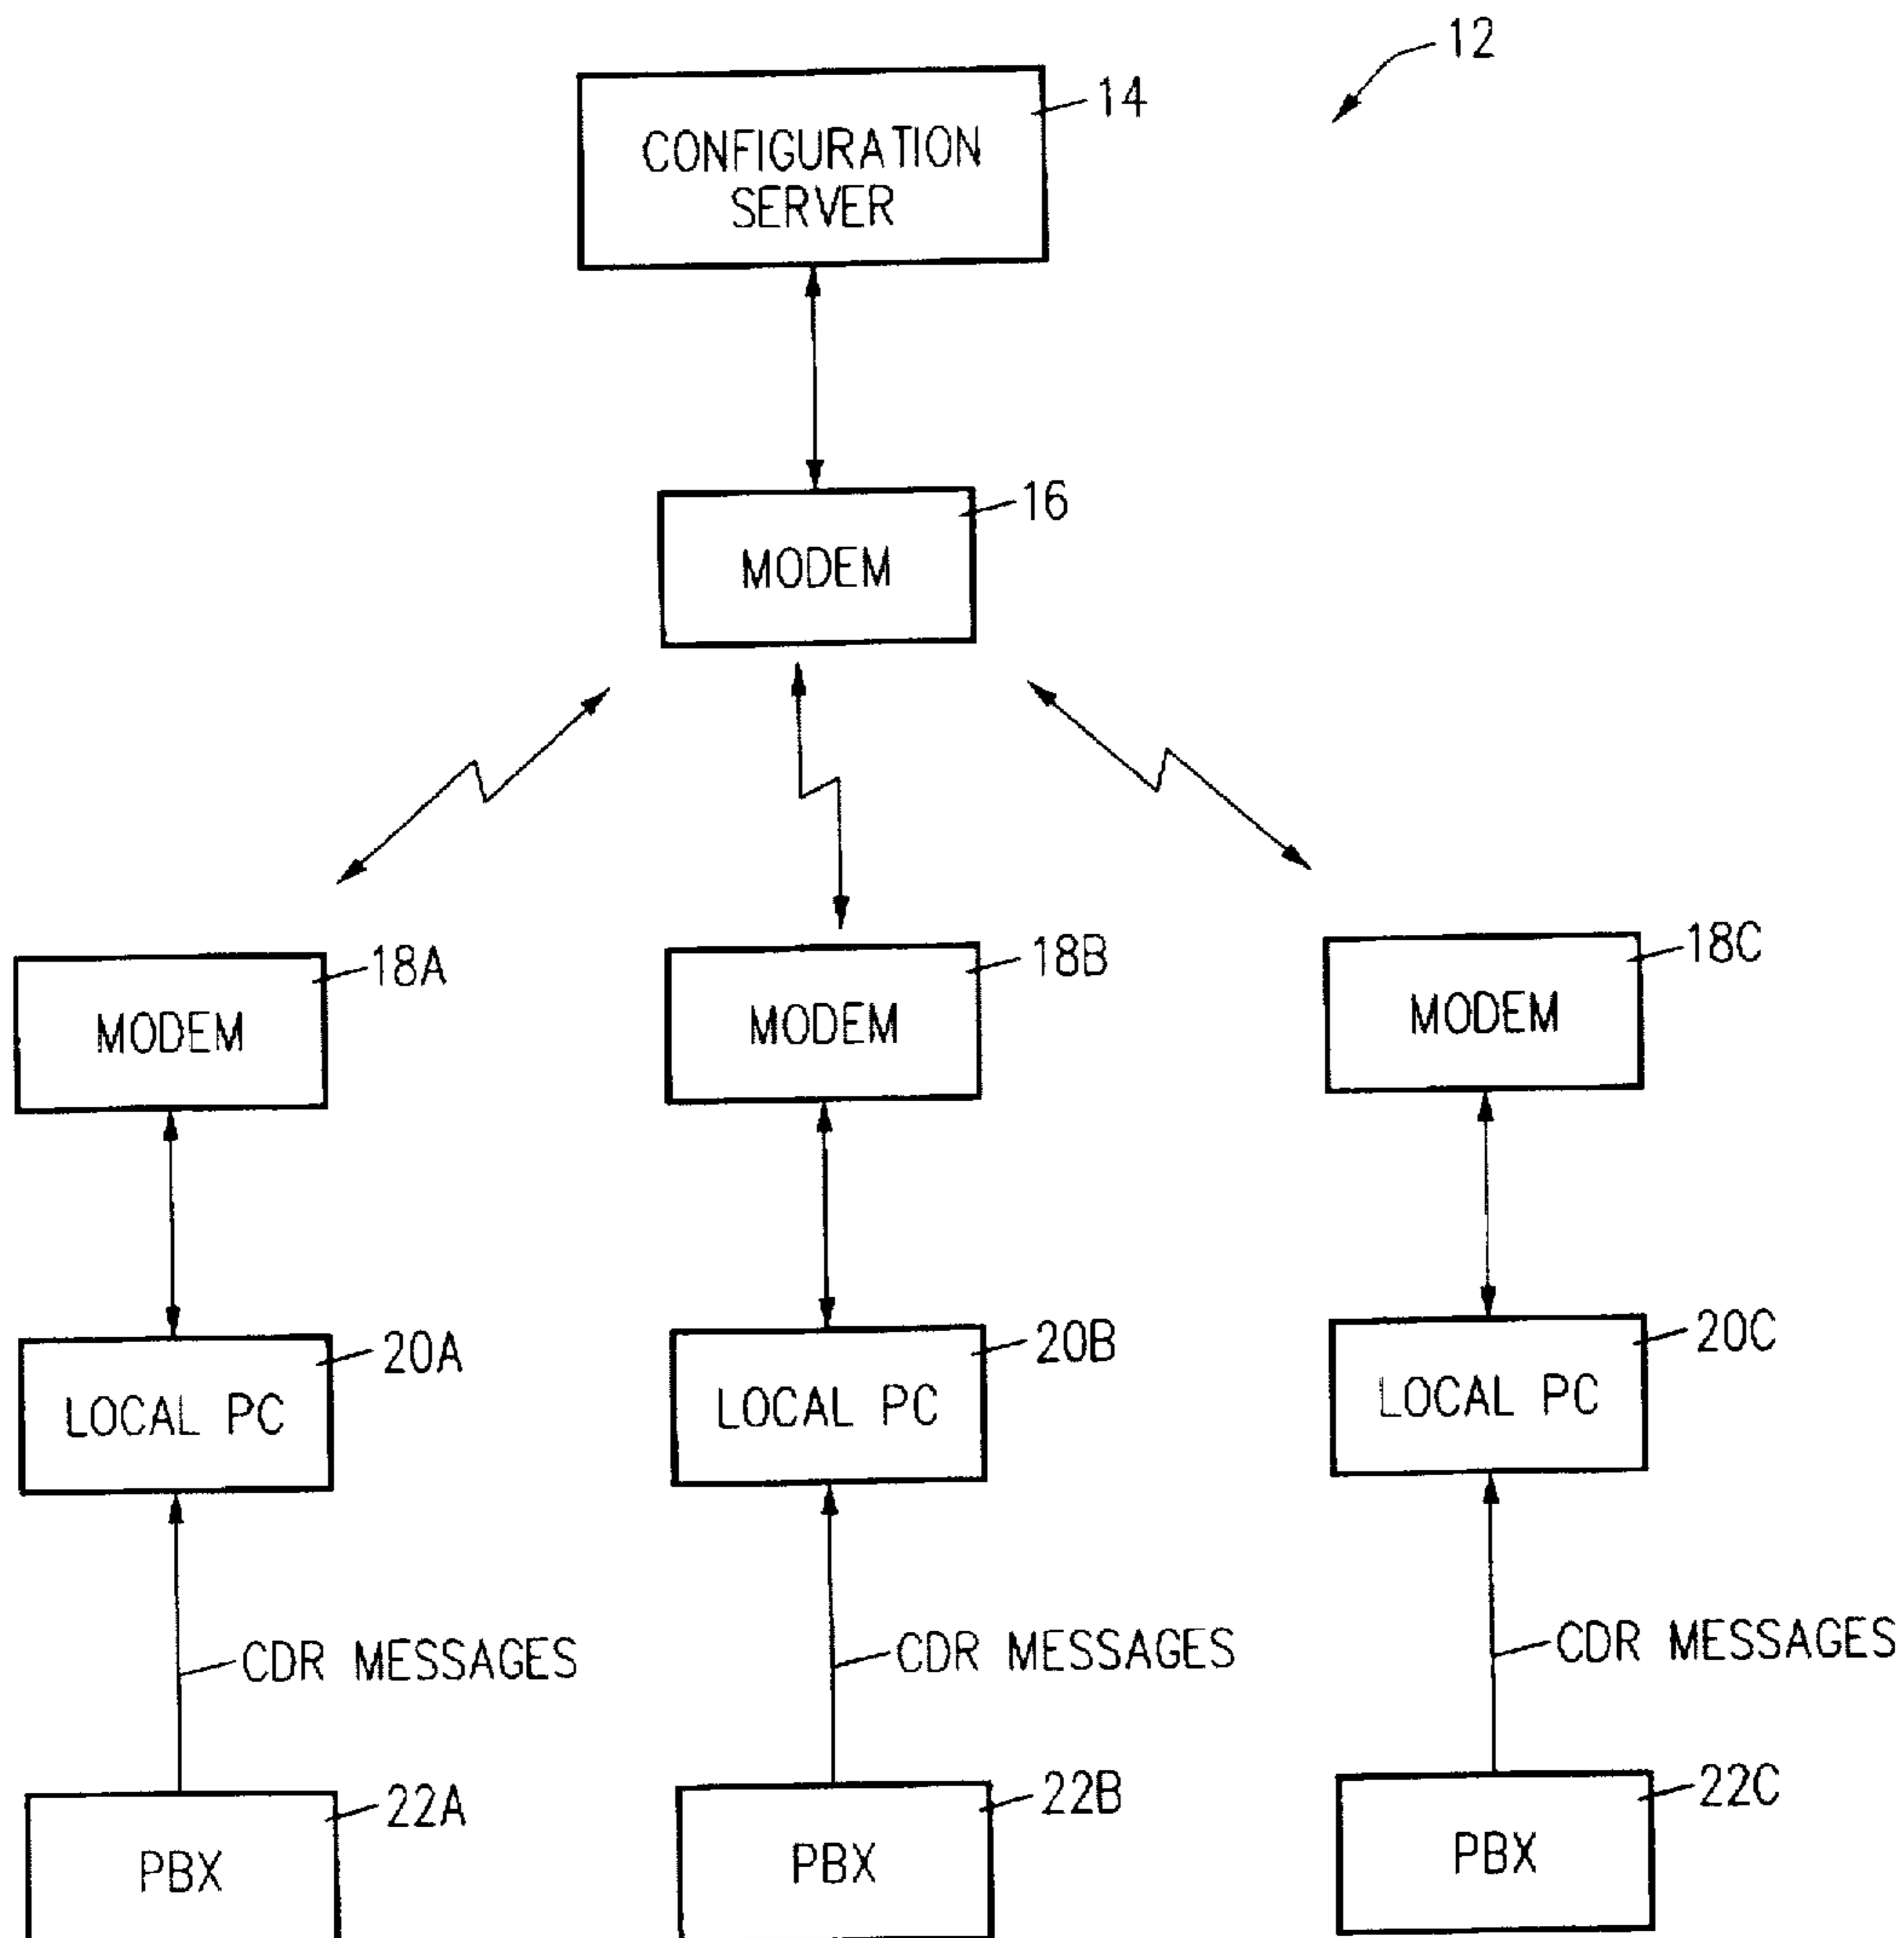 12
14
CONFIGURATION
SERVER
16
MODEM
18A
MODEM
18B
MODEM
18C
MODEM
20A
LOCAL PC
20B
LOCAL PC
20C
LOCAL PC
CDR MESSAGES
CDR MESSAGES
CDR MESSAGES
22A
PBX
22B
PBX
22C
PBX